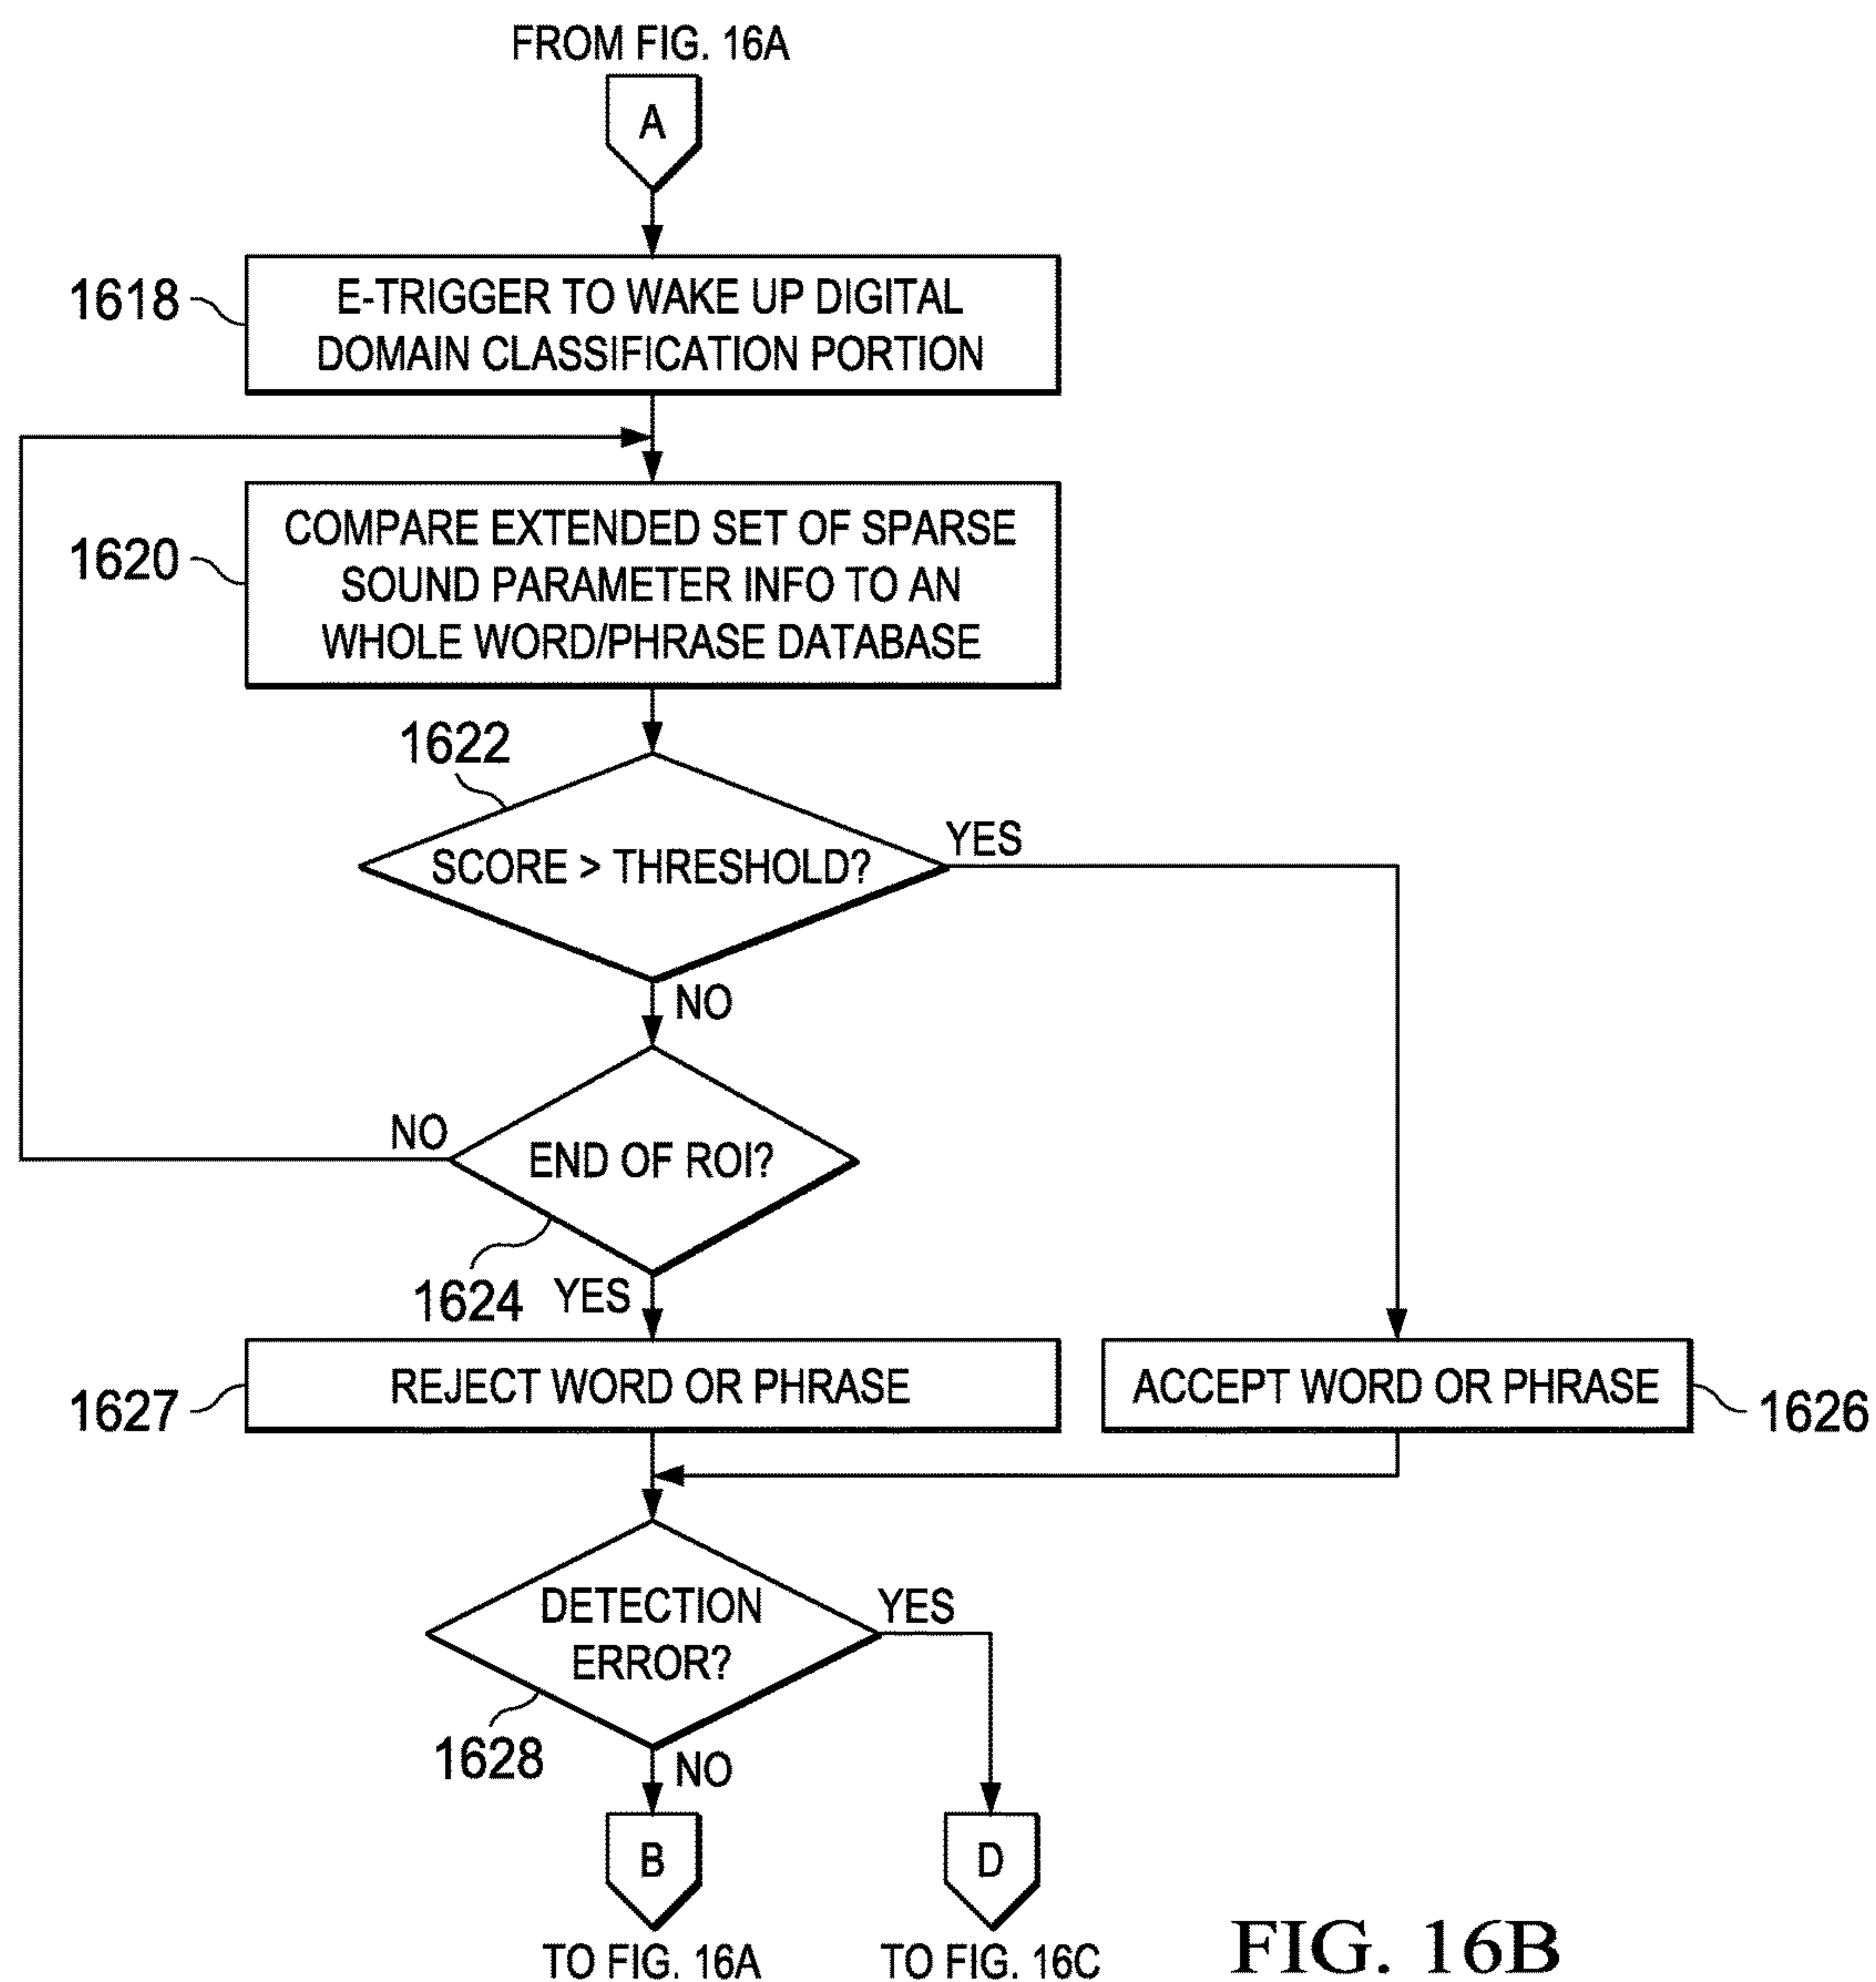 FROM FIG. 16A
A
1618
E-TRIGGER TO WAKE UP DIGITAL
DOMAIN CLASSIFICATION PORTION
1620
COMPARE EXTENDED SET OF SPARSE
SOUND PARAMETER INFO TO AN
WHOLE WORD/PHRASE DATABASE
1622
SCORE > THRESHOLD?
YES
NO
NO
END OF ROI?
1624
YES
1627
REJECT WORD OR PHRASE
ACCEPT WORD OR PHRASE
1626
DETECTION
ERROR?
YES
1628
NO
B
D
TO FIG. 16A
TO FIG. 16C
FIG. 16B